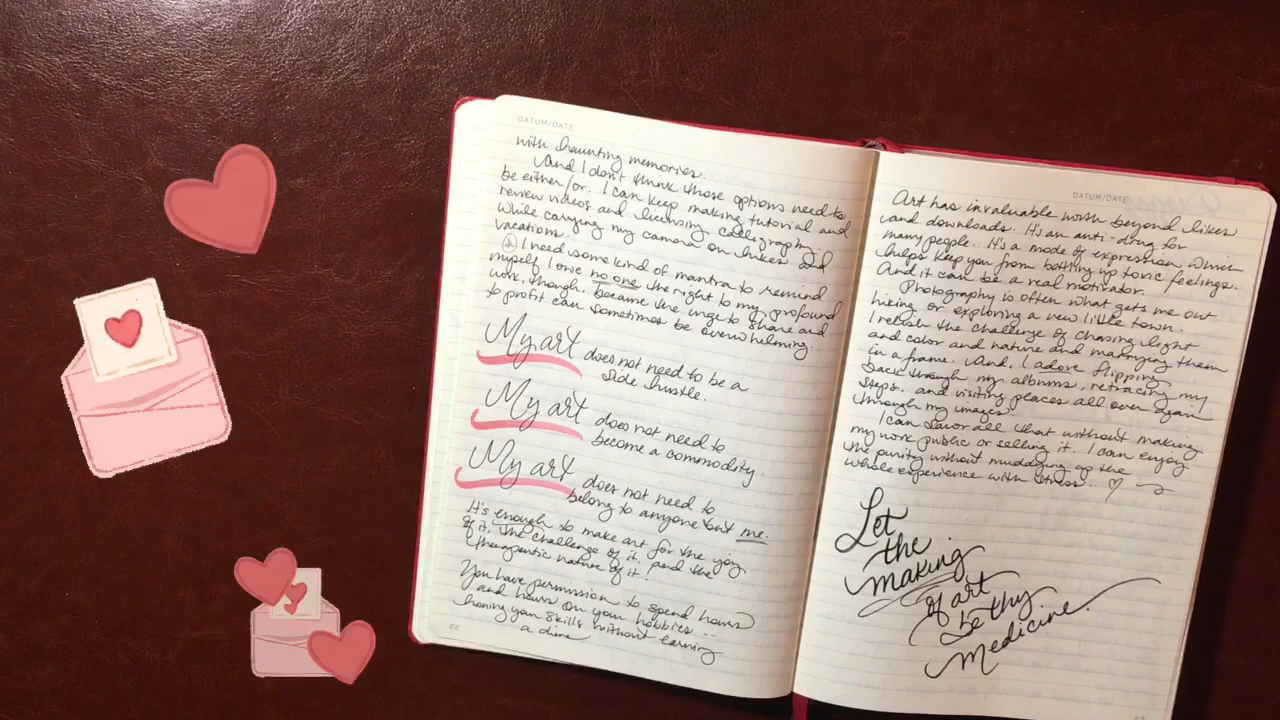 DATUM/DATE
with haunting memories.
And I don't think those options need to
be either/or. I can keep making tutorial and
review videos and licensing calligraphy
while carrying my camera on hikes and
vacations.
I need some kind of mantra to remind
myself I owe no one the right to my profound
work, though, because the urge to share and
to profit can sometimes be overwhelming.
My art does not need to be a
side hustle.
My art does not need to
become a commodity.
My art does not need to
belong to anyone but me.
It's enough to make art for the joy
of it. The challenge of it, and the
therapeutic nature of it!
You have permission to spend hours
and hours on your hobbies ..
honing your skills without earning
a dime
22
DATUM/DATE
Art has invaluable worth beyond likes
and downloads. It's an anti-drug for
many people. It's a mode of expression which
helps keep you from bottling up toxic feelings.
And it can be a real motivator.
Photography is often what gets me out
hiking or exploring a new little town.
I relish the challenge of chasing light
and color and nature and them
in a frame. And, I adore flipping
back through my albums, retracing my
steps, and visiting places all over again
through my images.
I can savor all that without making
my work public or selling it. I can enjoy
the purity without muddying up the
whole experience with stress.
Let
the
making
of art
be thy
medicine.
23